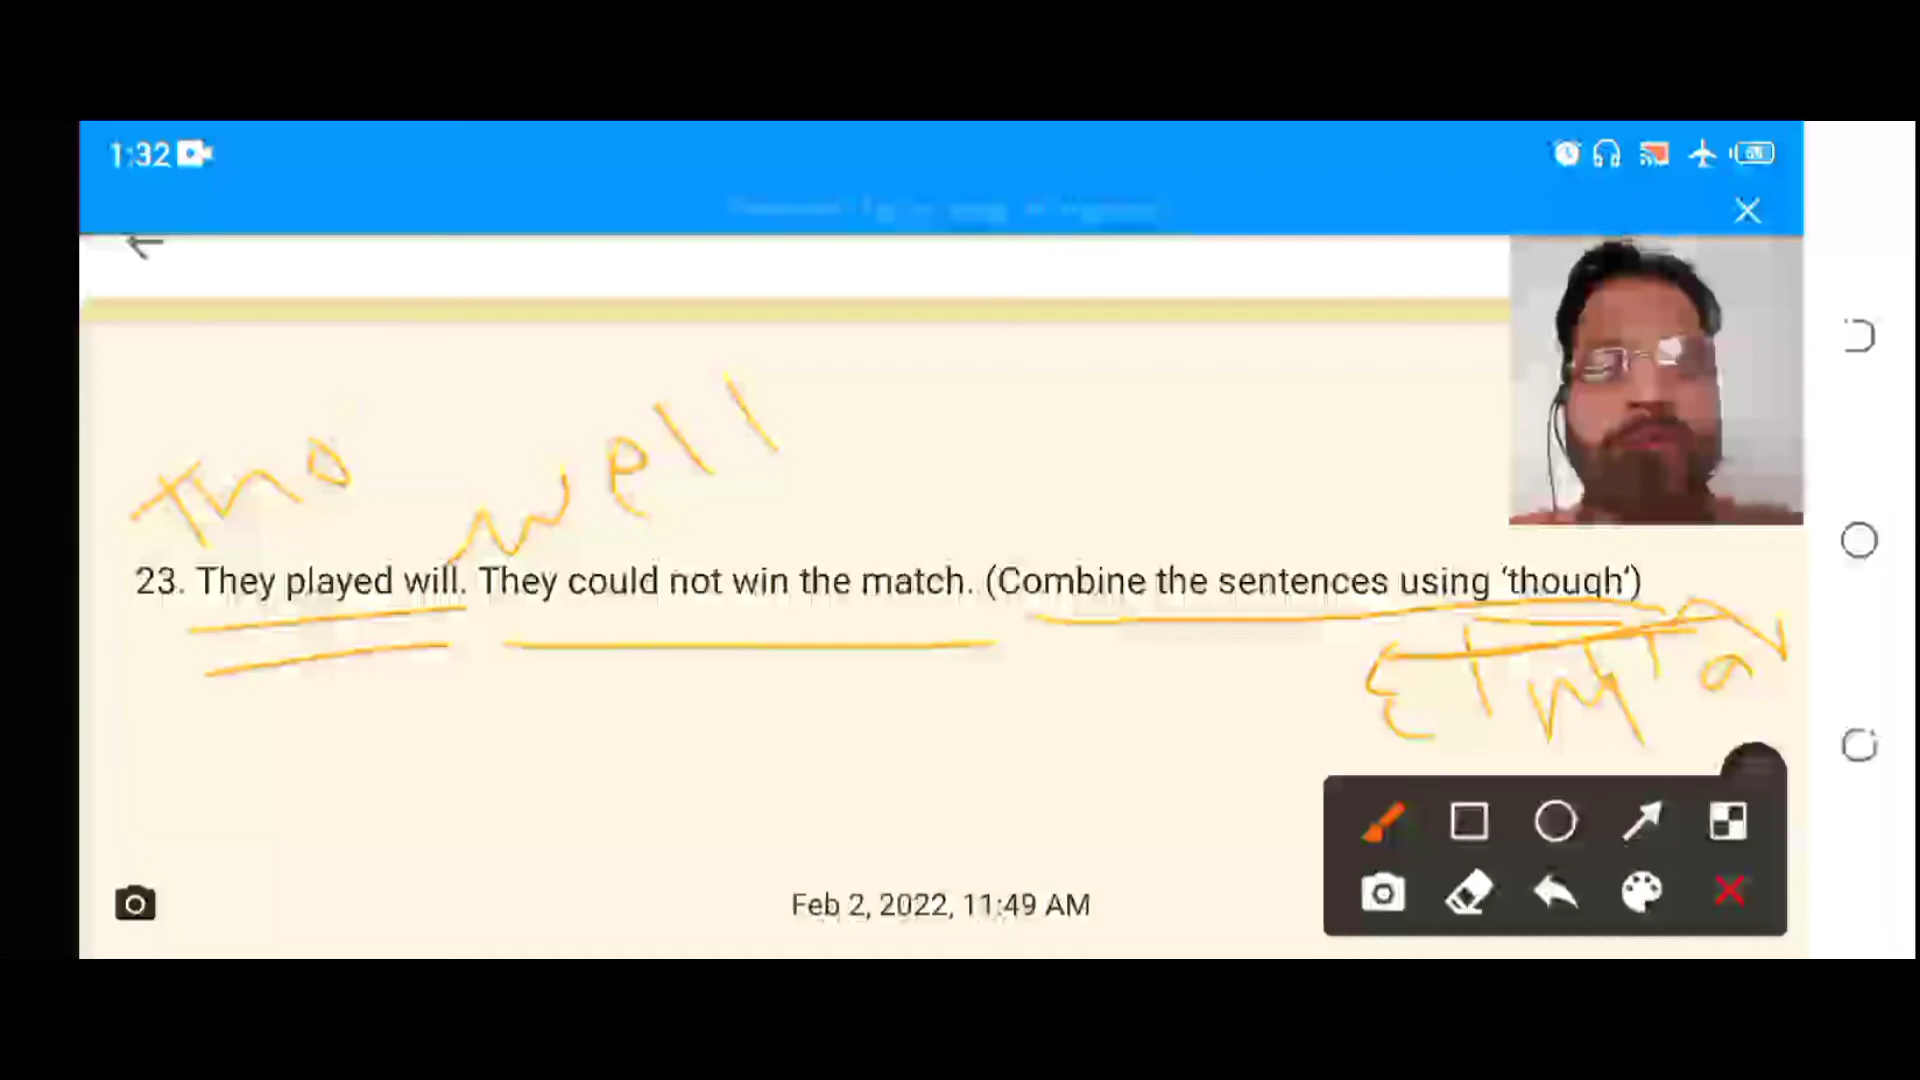 1:32
Tho well
23. They played will. They could not win the match. (Combine the sentences using 'though')
Feb 2, 2022, 11:49 AM